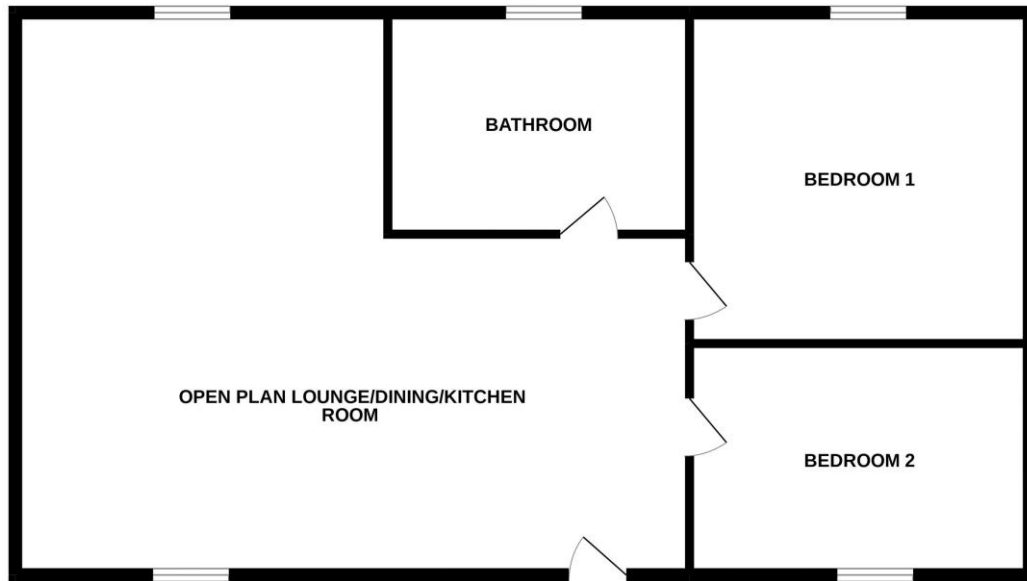 BATHROOM
BEDROOM 1
OPEN PLAN LOUNGE/DINING/KITCHEN
ROOM
BEDROOM 2